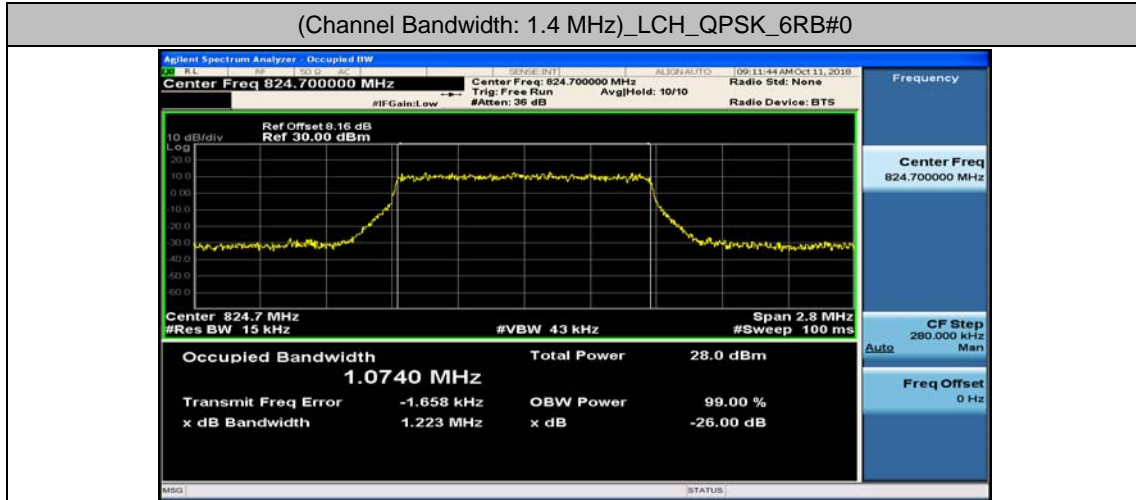 (Channel Bandwidth: 1.4 MHz)_LCH_QPSK_6RB#0
Agilent Spectrum Analyzer - Occupied BW
RL RF 50 Ω AC SENSE:INT ALIGN AUTO 09:11:44 AM Oct 11, 2018
Center Freq 824.700000 MHz
Center Freq: 824.700000 MHz
Radio Std: None
Trig: Free Run Avg|Hold: 10/10
#IFGain:Low #Atten: 36 dB Radio Device: BTS
Ref Offset 8.16 dB
10 dB/div Ref 30.00 dBm
Log
20.0
10.0
0.00
-10.0
-20.0
-30.0
-40.0
-50.0
-60.0
Center 824.7 MHz Span 2.8 MHz
#Res BW 15 kHz #VBW 43 kHz #Sweep 100 ms
Occupied Bandwidth Total Power 28.0 dBm
1.0740 MHz
Transmit Freq Error -1.658 kHz OBW Power 99.00 %
x dB Bandwidth 1.223 MHz x dB -26.00 dB
MSG STATUS
Frequency
Center Freq
824.700000 MHz
CF Step
280.000 kHz
Auto Man
Freq Offset
0 Hz